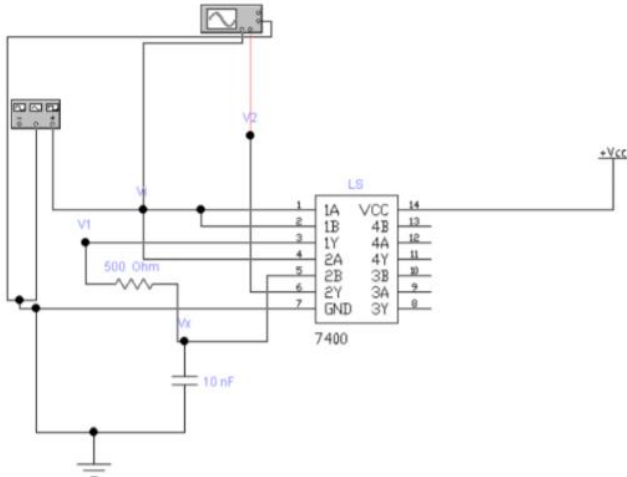 V2
+Vcc
LS
Vi
1 1A VCC 14
2 1B 4B 13
V1
3 1Y 4A 12
4 2A 4Y 11
500 Ohm
5 2B 3B 10
6 2Y 3A 9
7 GND 3Y 8
Vx
7400
10 nF